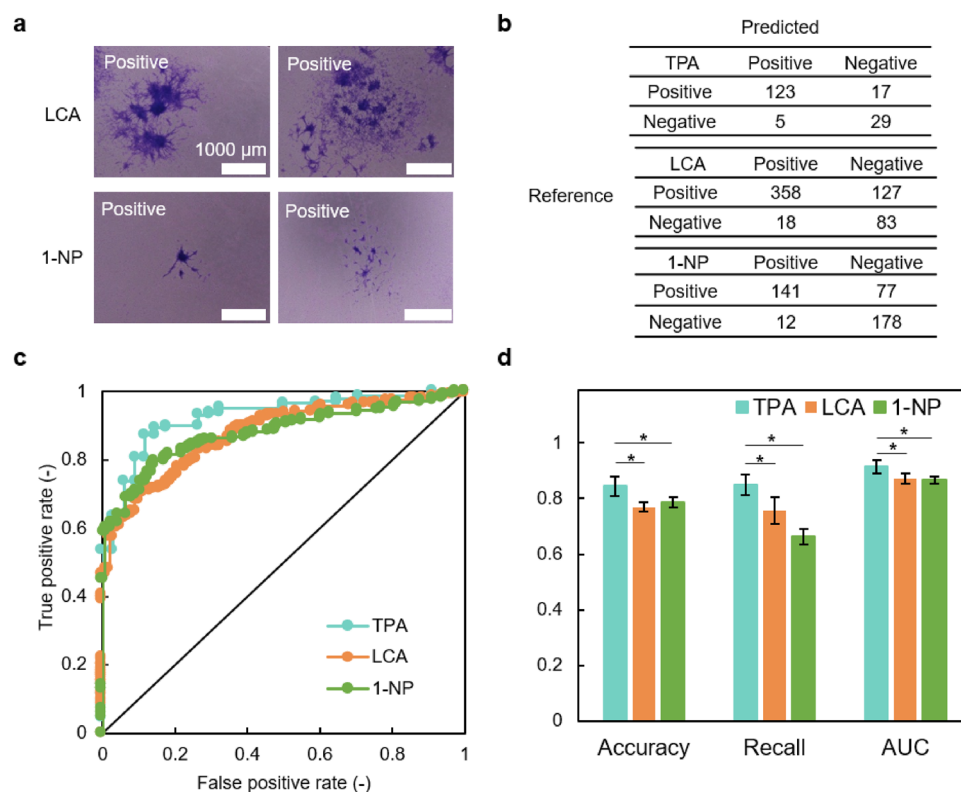 a
Positive
Positive
LCA
1000 µm
Positive
Positive
1-NP
b
Predicted
TPA Positive Negative
Positive 123 17
Negative 5 29
LCA Positive Negative
Reference
Positive 358 127
Negative 18 83
1-NP Positive Negative
Positive 141 77
Negative 12 178
c
1
0.8
0.6
0.4
0.2
0
True positive rate (-)
TPA
LCA
1-NP
0 0.2 0.4 0.6 0.8 1
False positive rate (-)
d
TPA LCA 1-NP
1
0.8
0.6
0.4
0.2
0
* *
* *
* *
Accuracy Recall AUC